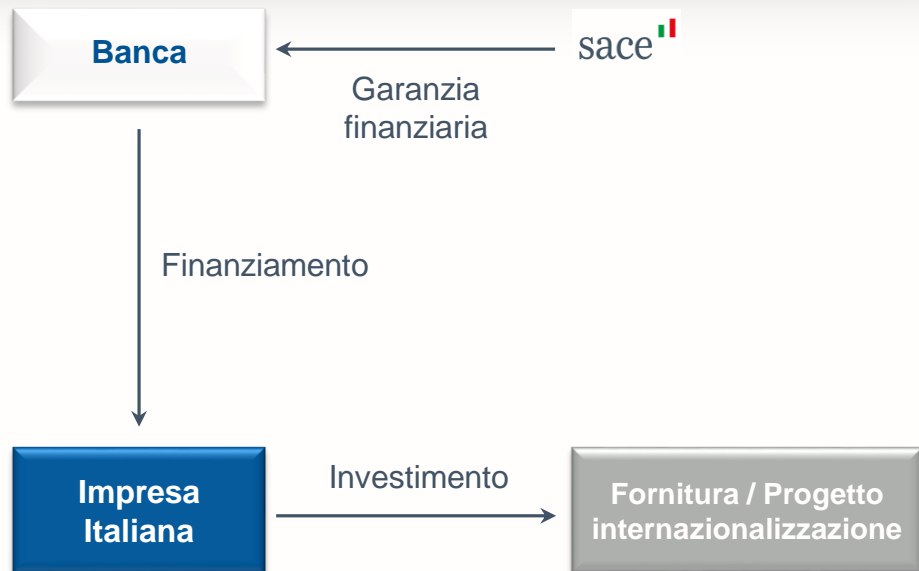 Banca
sace
Garanzia
finanziaria
Finanziamento
Impresa
Italiana
Investimento
Fornitura / Progetto
internazionalizzazione